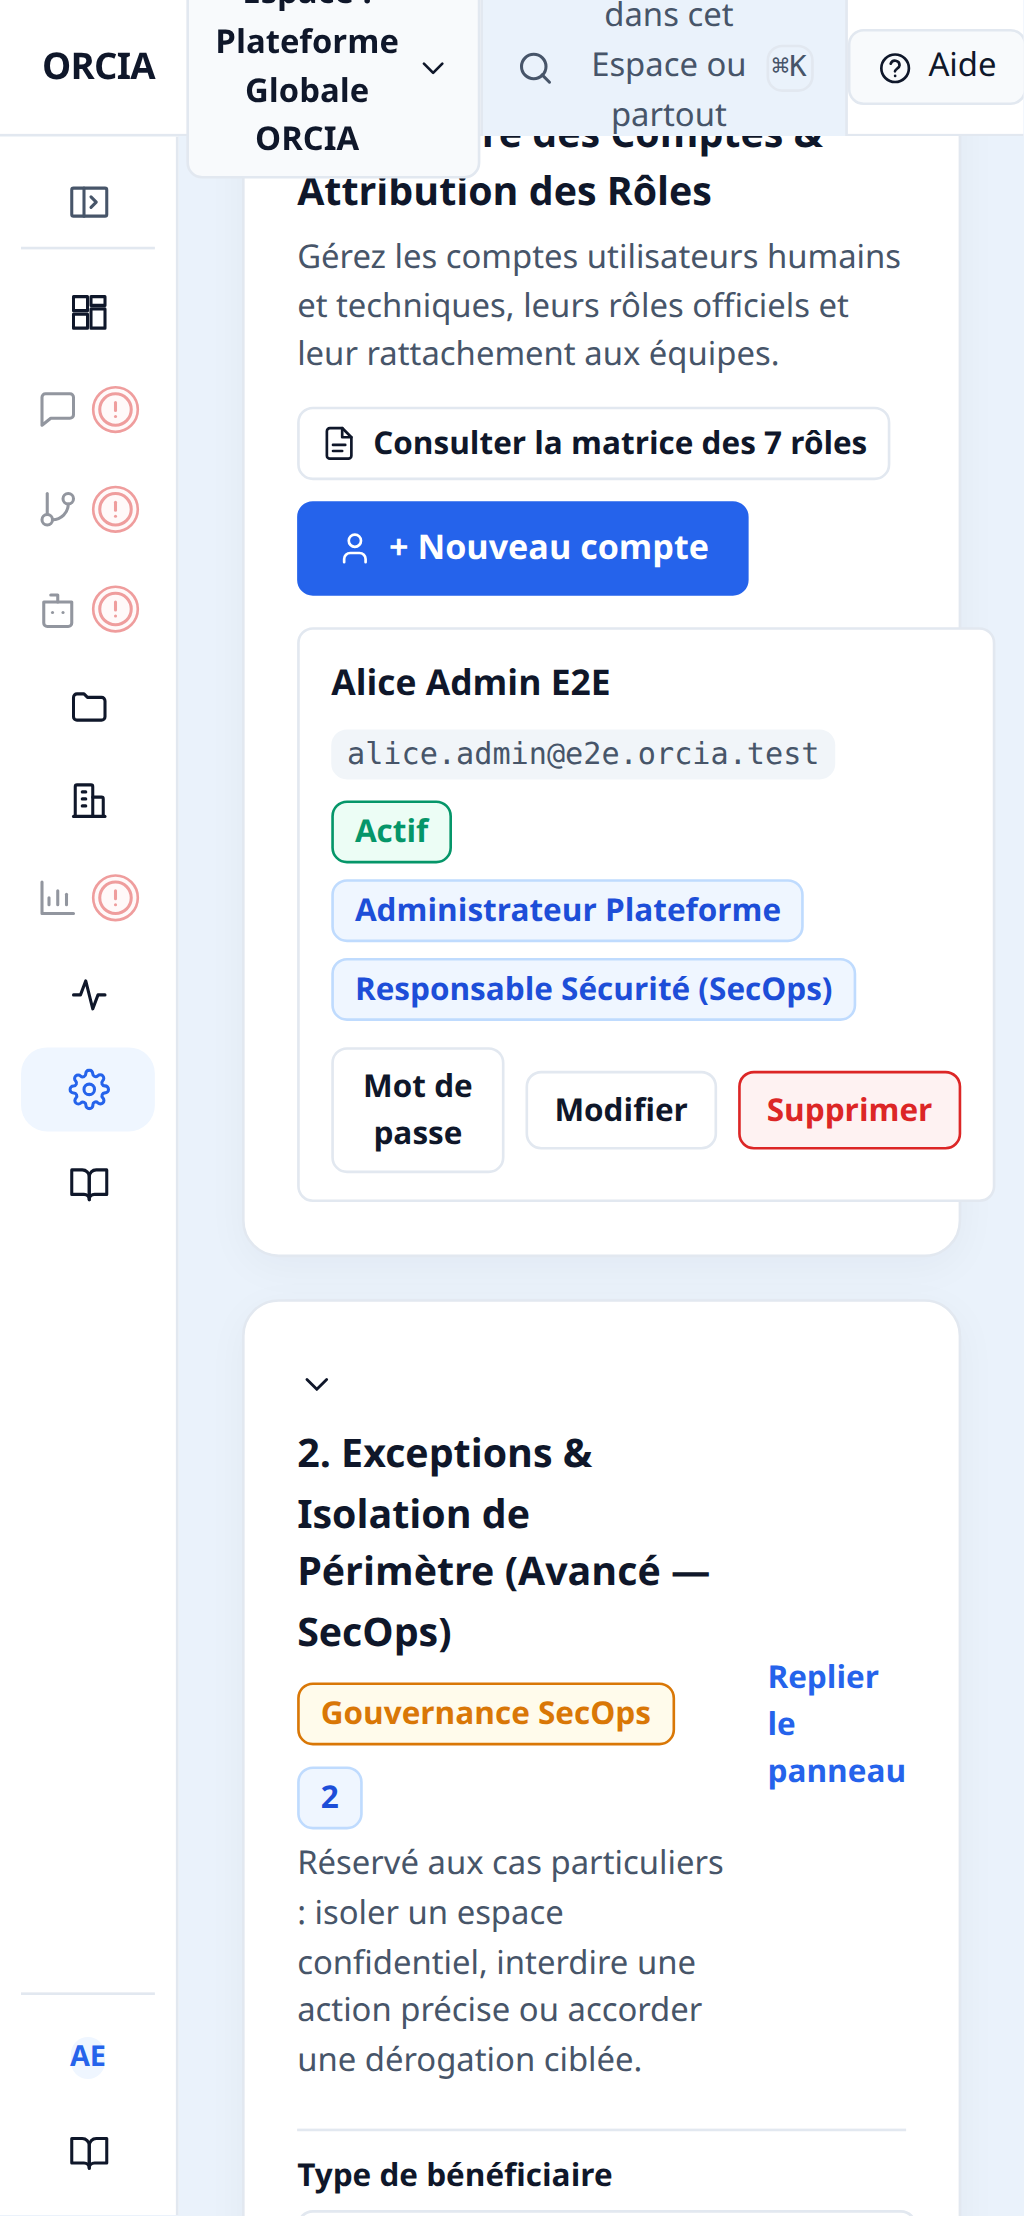 ORCIA
Espace :
Plateforme
Globale
ORCIA
dans cet
Espace ou
partout
⌘K
Aide
re des Comptes &
Attribution des Rôles
Gérez les comptes utilisateurs humains
et techniques, leurs rôles officiels et
leur rattachement aux équipes.
Consulter la matrice des 7 rôles
+ Nouveau compte
Alice Admin E2E
alice.admin@e2e.orcia.test
Actif
Administrateur Plateforme
Responsable Sécurité (SecOps)
Mot de
passe
Modifier
Supprimer
2. Exceptions &
Isolation de
Périmètre (Avancé —
SecOps)
Gouvernance SecOps
2
Replier
le
panneau
Réservé aux cas particuliers
: isoler un espace
confidentiel, interdire une
action précise ou accorder
une dérogation ciblée.
AE
Type de bénéficiaire